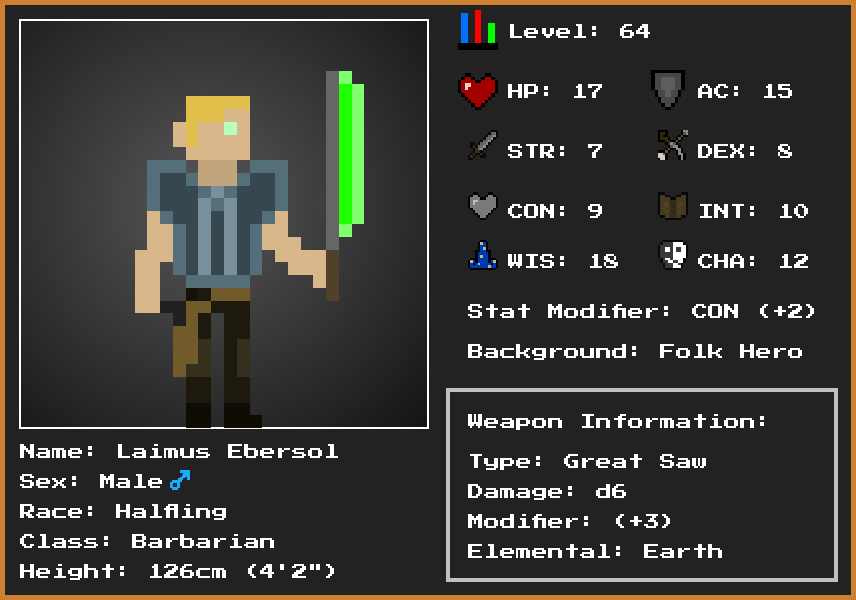 Level: 64
HP: 17 AC: 15
STR: 7 DEX: 8
CON: 9 INT: 10
WIS: 18 CHA: 12
Stat Modifier: CON (+2)
Background: Folk Hero
Weapon Information:
Type: Great Saw
Damage: d6
Modifier: (+3)
Elemental: Earth
Name: Laimus Ebersol
Sex: Male♂
Race: Halfling
Class: Barbarian
Height: 126cm (4'2")